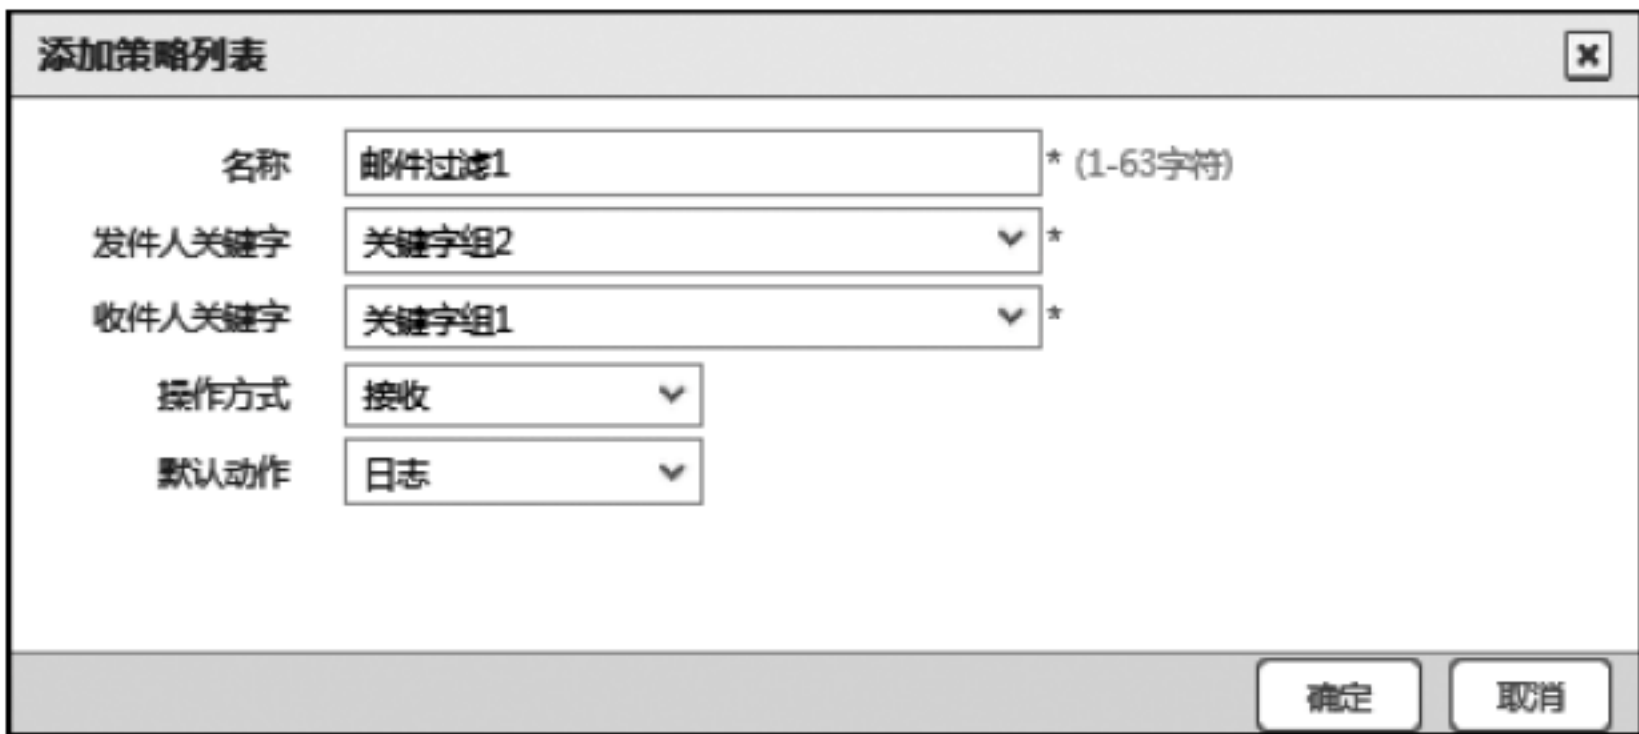 添加策略列表
名称 邮件过滤1 * (1-63字符)
发件人关键字 关键字组2 *
收件人关键字 关键字组1 *
操作方式 接收
默认动作 日志
确定 取消